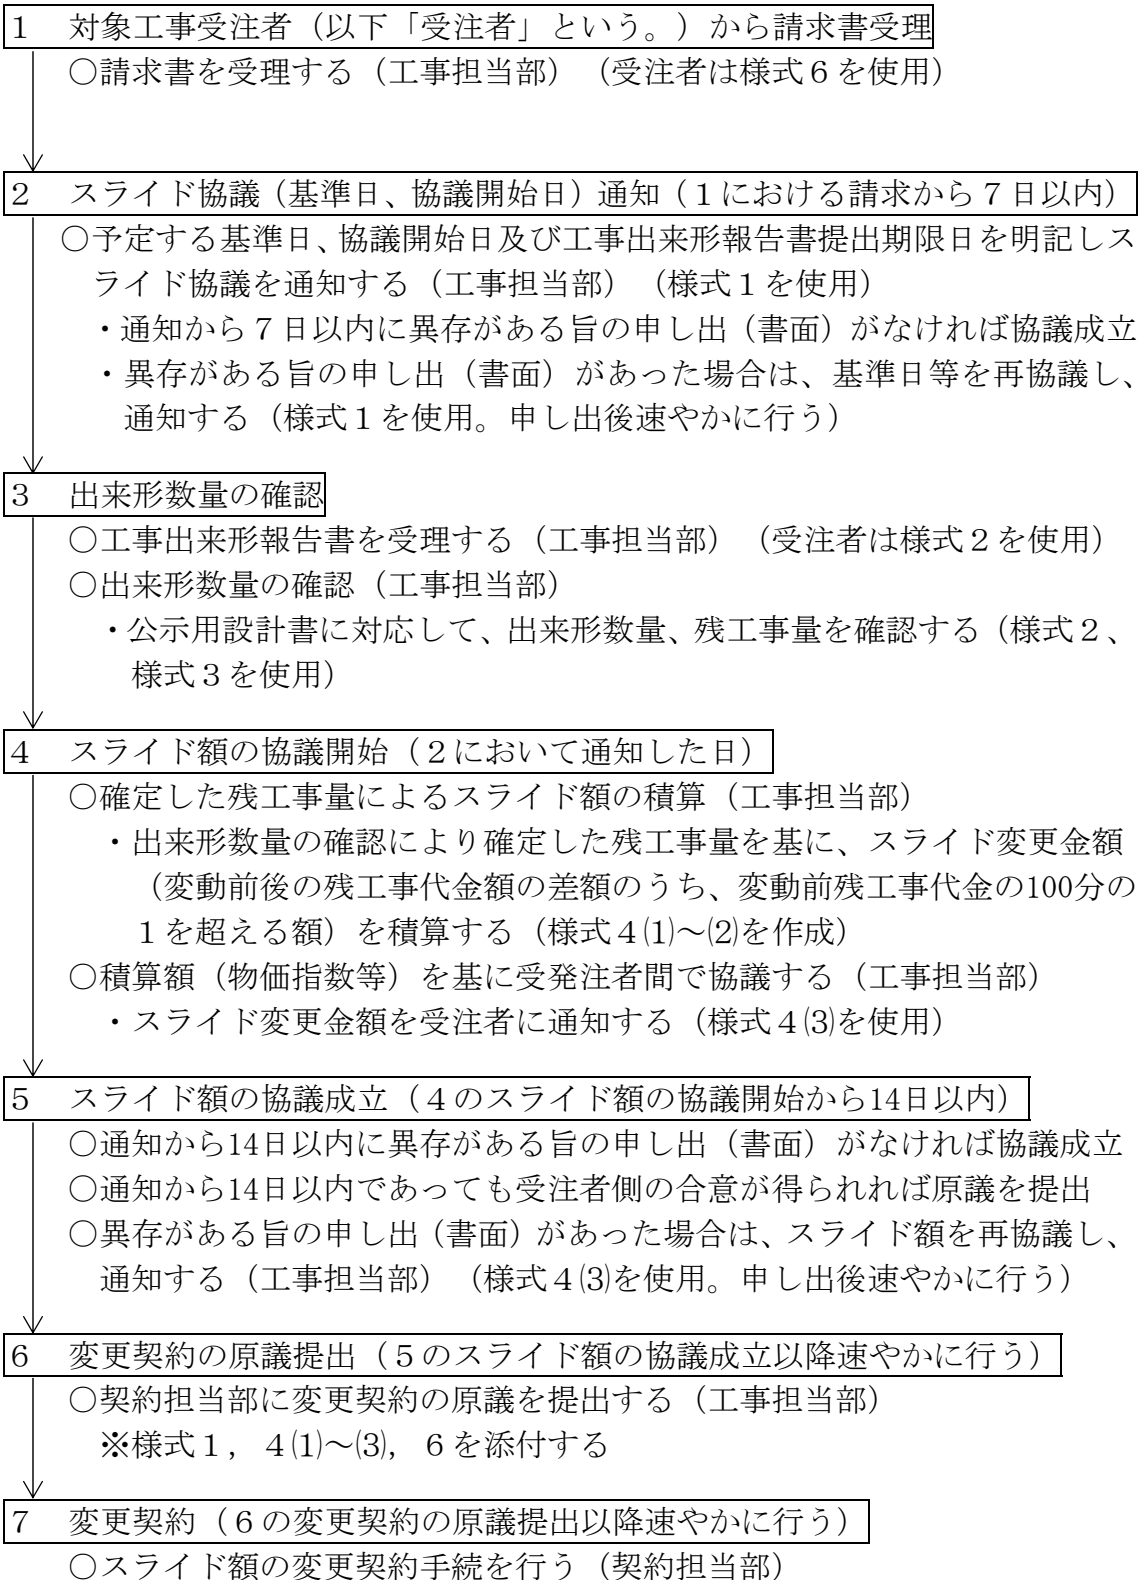 1　対象工事受注者（以下「受注者」という。）から請求書受理
○請求書を受理する（工事担当部）（受注者は様式６を使用）
2　スライド協議（基準日、協議開始日）通知（１における請求から７日以内）
○予定する基準日、協議開始日及び工事出来形報告書提出期限日を明記しス
ライド協議を通知する（工事担当部）（様式１を使用）
・通知から７日以内に異存がある旨の申し出（書面）がなければ協議成立
・異存がある旨の申し出（書面）があった場合は、基準日等を再協議し、
通知する（様式１を使用。申し出後速やかに行う）
3　出来形数量の確認
○工事出来形報告書を受理する（工事担当部）（受注者は様式２を使用）
○出来形数量の確認（工事担当部）
・公示用設計書に対応して、出来形数量、残工事量を確認する（様式２、
様式３を使用）
4　スライド額の協議開始（２において通知した日）
○確定した残工事量によるスライド額の積算（工事担当部）
・出来形数量の確認により確定した残工事量を基に、スライド変更金額
（変動前後の残工事代金額の差額のうち、変動前残工事代金の100分の
１を超える額）を積算する（様式４⑴～⑵を作成）
○積算額（物価指数等）を基に受発注者間で協議する（工事担当部）
・スライド変更金額を受注者に通知する（様式４⑶を使用）
5　スライド額の協議成立（４のスライド額の協議開始から14日以内）
○通知から14日以内に異存がある旨の申し出（書面）がなければ協議成立
○通知から14日以内であっても受注者側の合意が得られれば原議を提出
○異存がある旨の申し出（書面）があった場合は、スライド額を再協議し、
通知する（工事担当部）（様式４⑶を使用。申し出後速やかに行う）
6　変更契約の原議提出（５のスライド額の協議成立以降速やかに行う）
○契約担当部に変更契約の原議を提出する（工事担当部）
※様式１，４⑴～⑶，６を添付する
7　変更契約（６の変更契約の原議提出以降速やかに行う）
○スライド額の変更契約手続を行う（契約担当部）